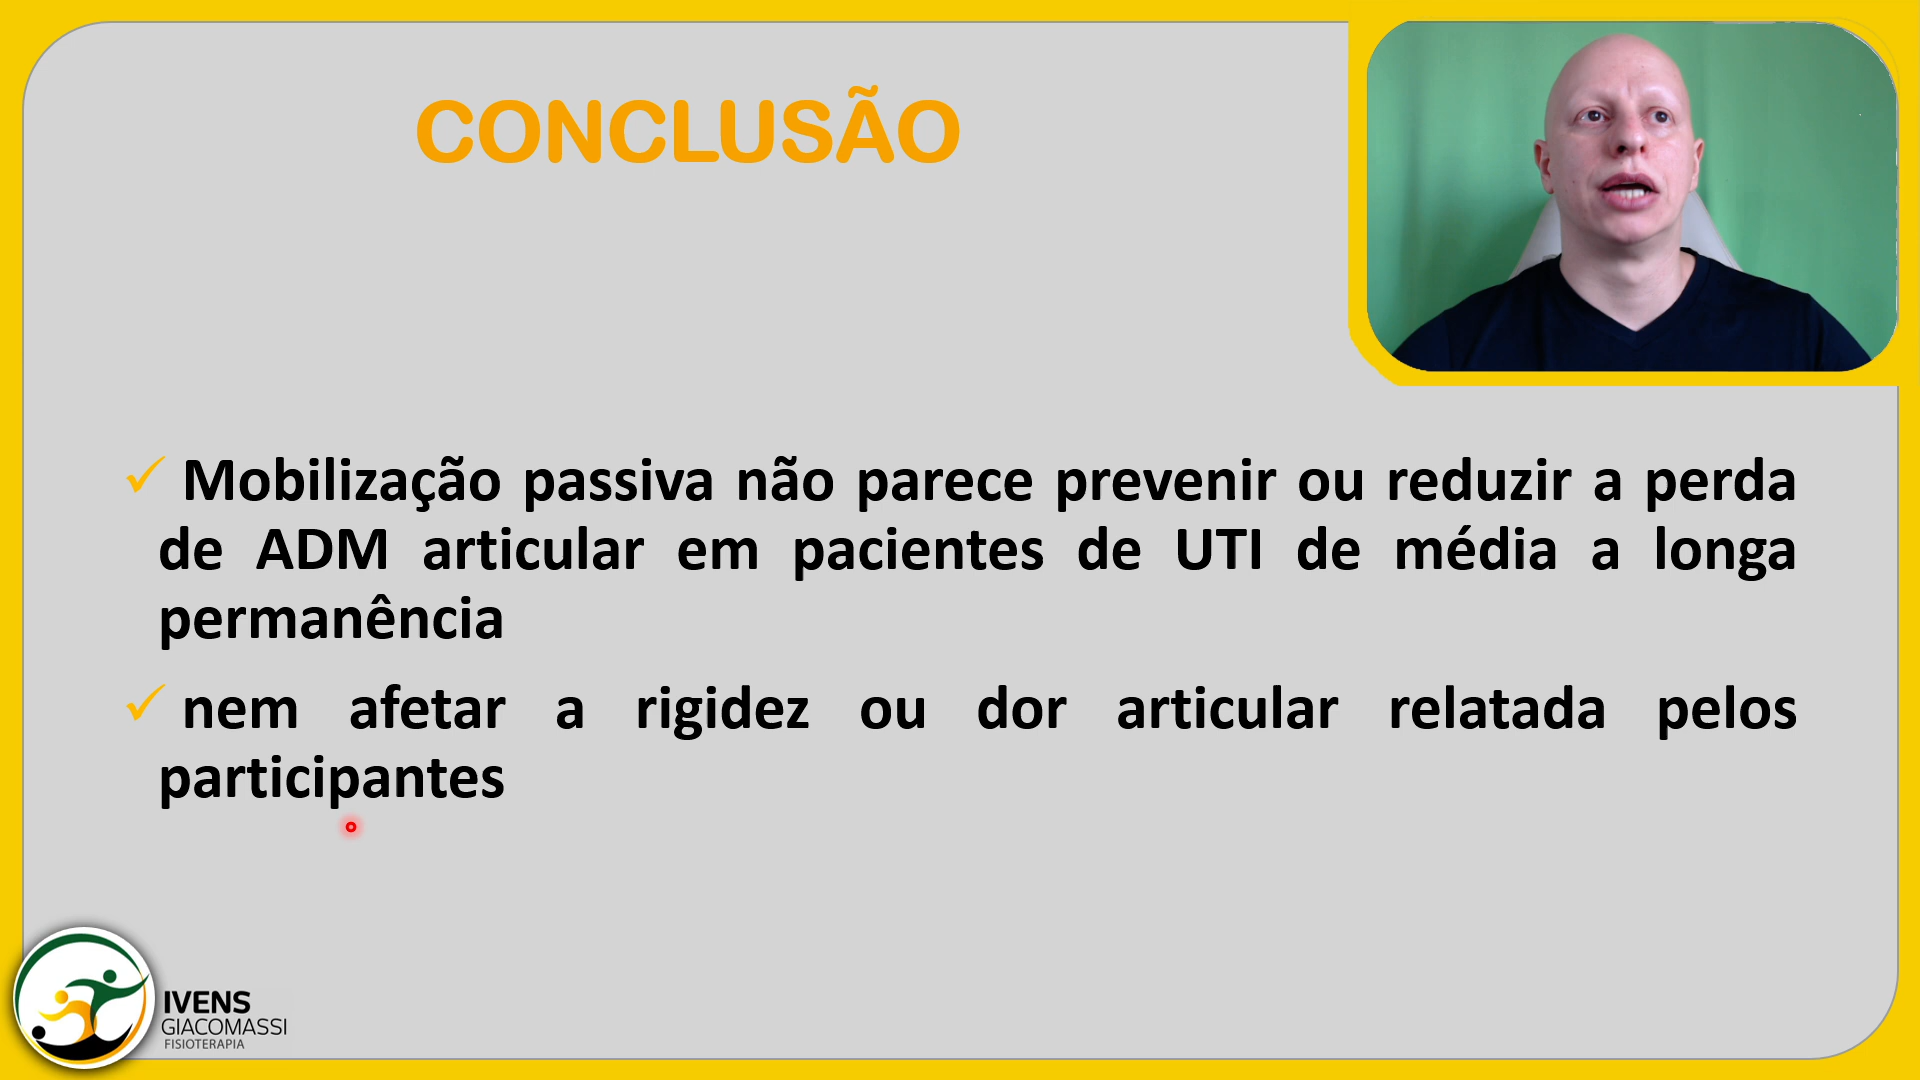 CONCLUSÃO
✓ Mobilização passiva não parece prevenir ou reduzir a perda
de ADM articular em pacientes de UTI de média a longa
permanência
✓ nem afetar a rigidez ou dor articular relatada pelos
participantes
IVENS
GIACOMASSI
FISIOTERAPIA